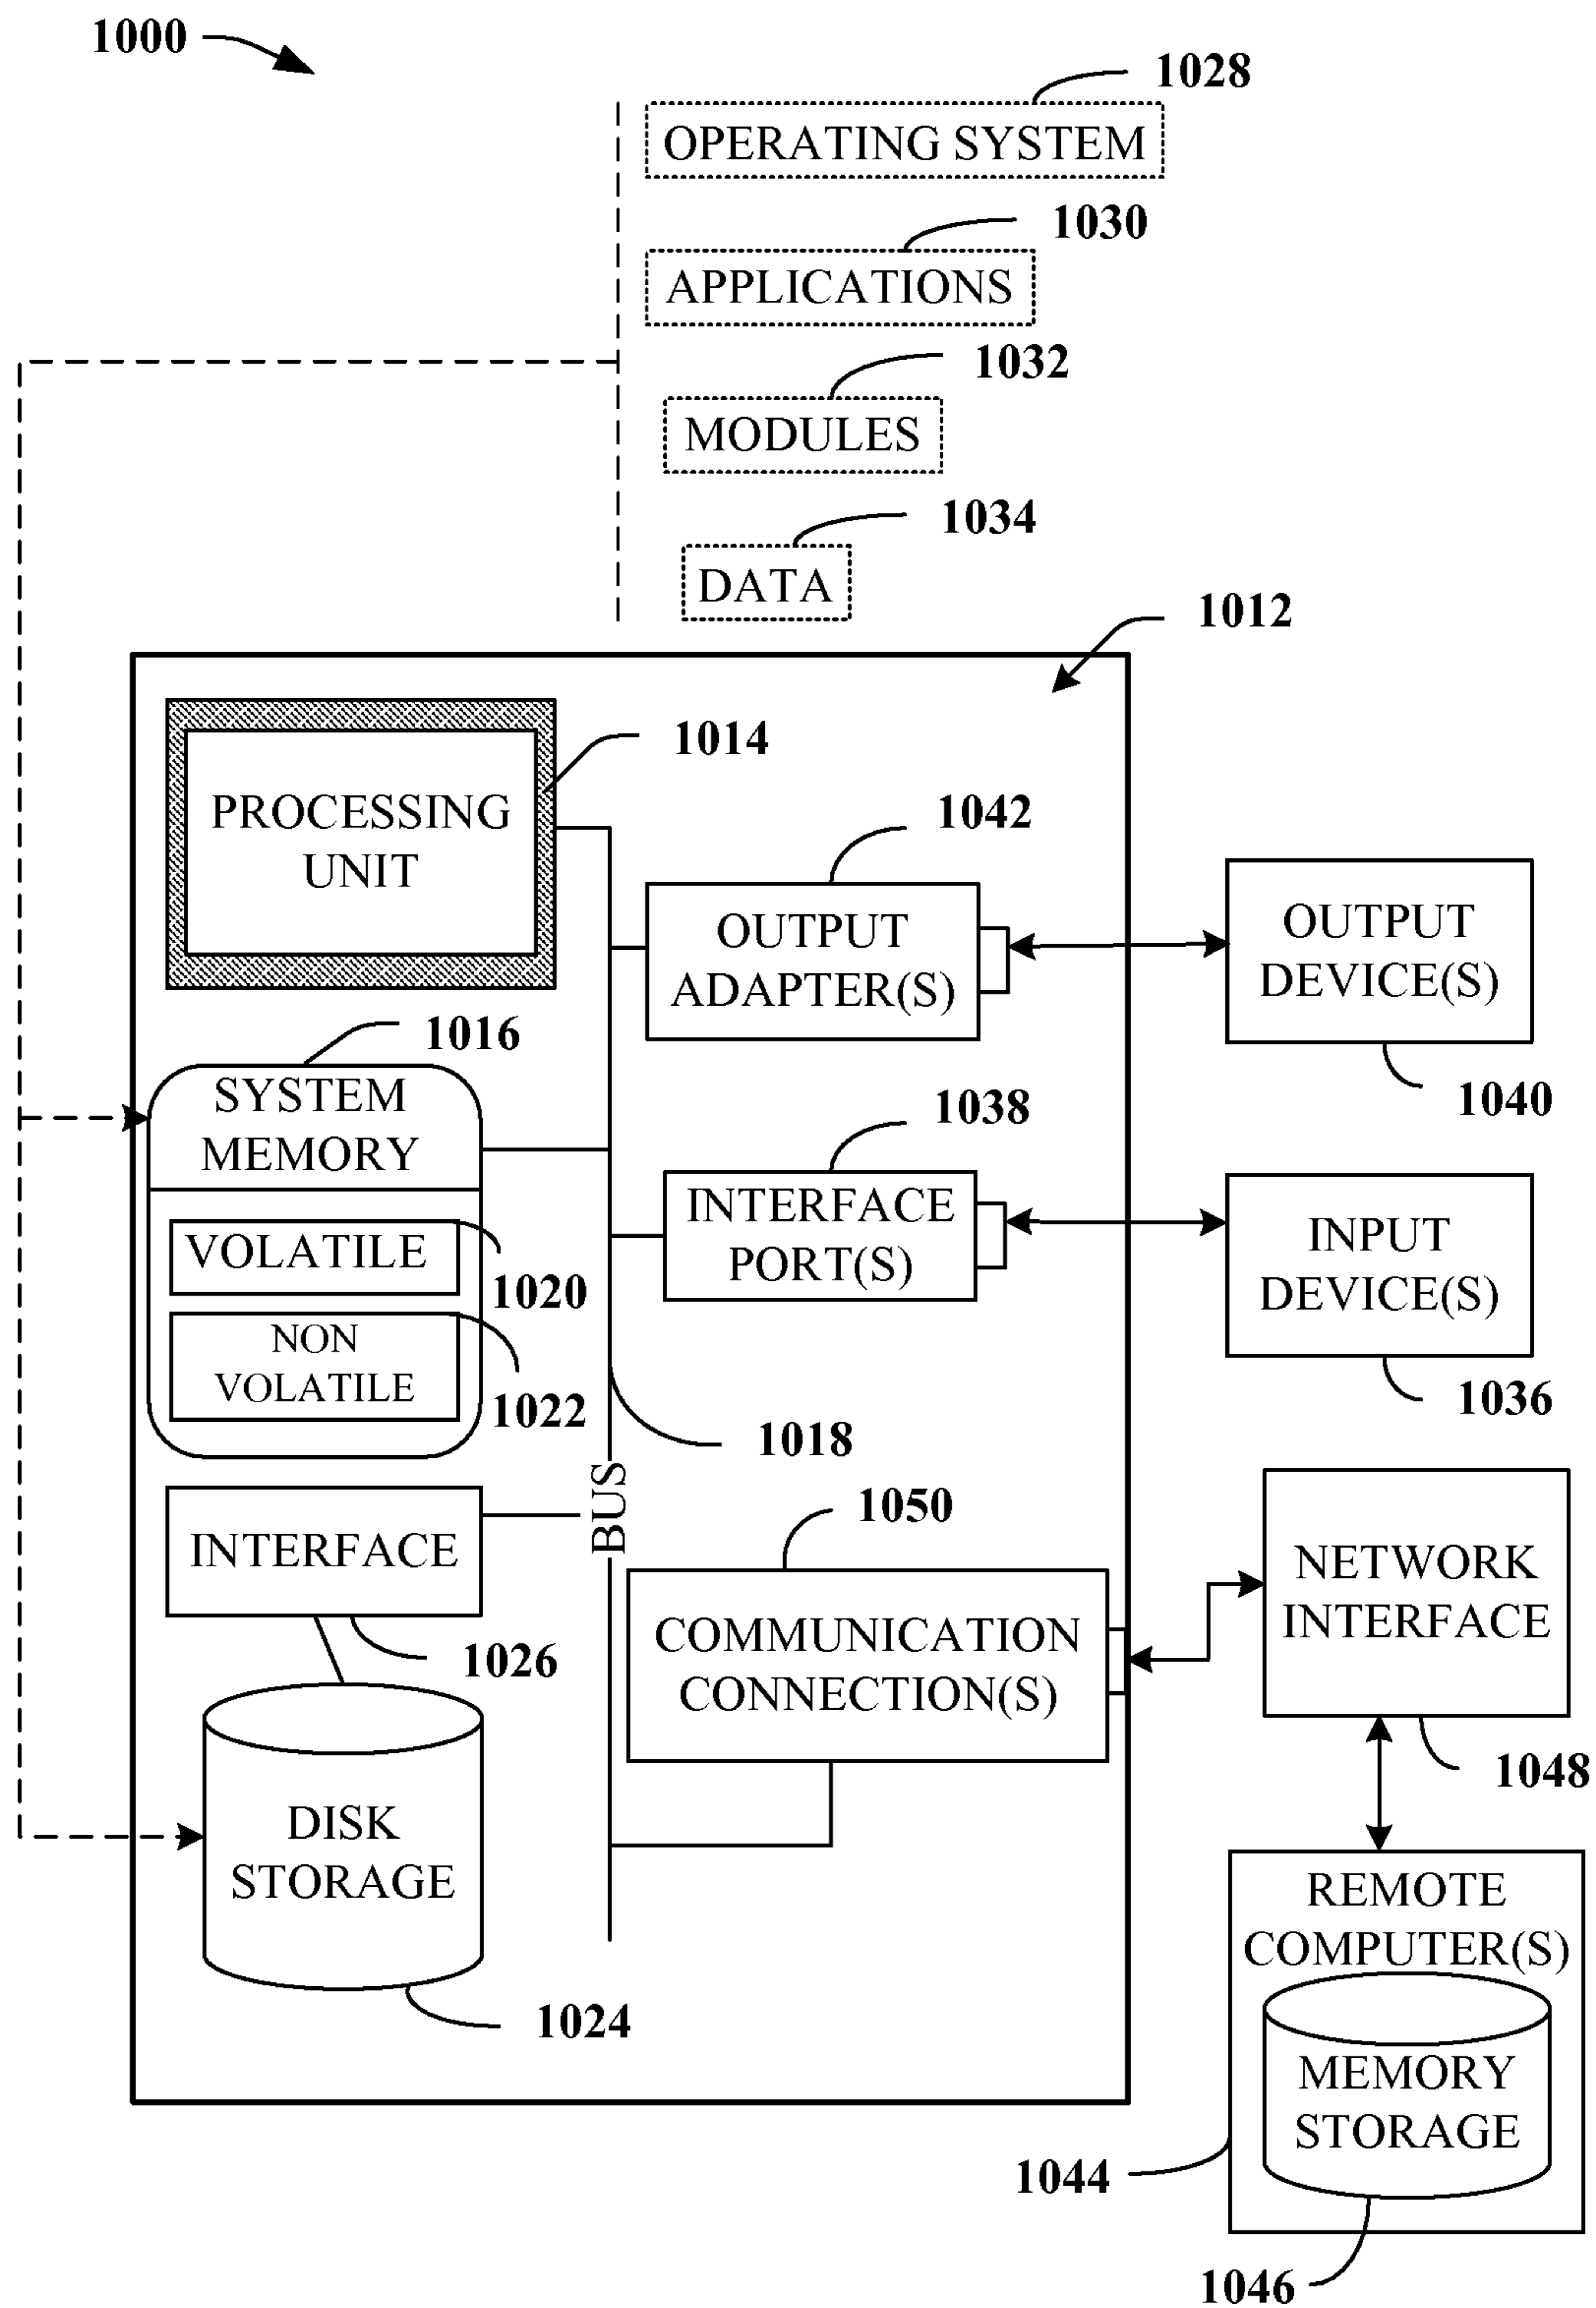 1000
1028
OPERATING SYSTEM
1030
APPLICATIONS
1032
MODULES
1034
DATA
1012
1014
PROCESSING
UNIT
1042
OUTPUT
ADAPTER(S)
OUTPUT
DEVICE(S)
1040
1016
SYSTEM
MEMORY
VOLATILE
1020
NON
VOLATILE
1022
1038
INTERFACE
PORT(S)
INPUT
DEVICE(S)
1036
1018
BUS
INTERFACE
1026
1050
COMMUNICATION
CONNECTION(S)
NETWORK
INTERFACE
1048
DISK
STORAGE
1024
REMOTE
COMPUTER(S)
MEMORY
STORAGE
1044
1046